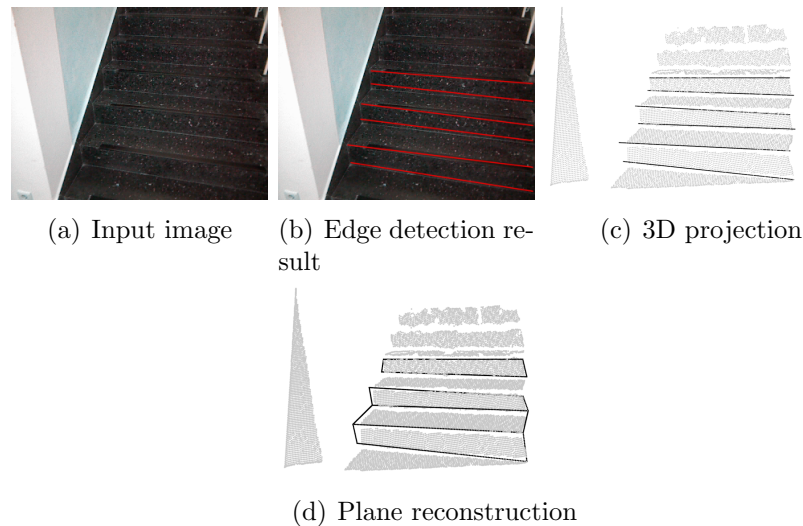 (a) Input image
(b) Edge detection re-
sult
(c) 3D projection
(d) Plane reconstruction